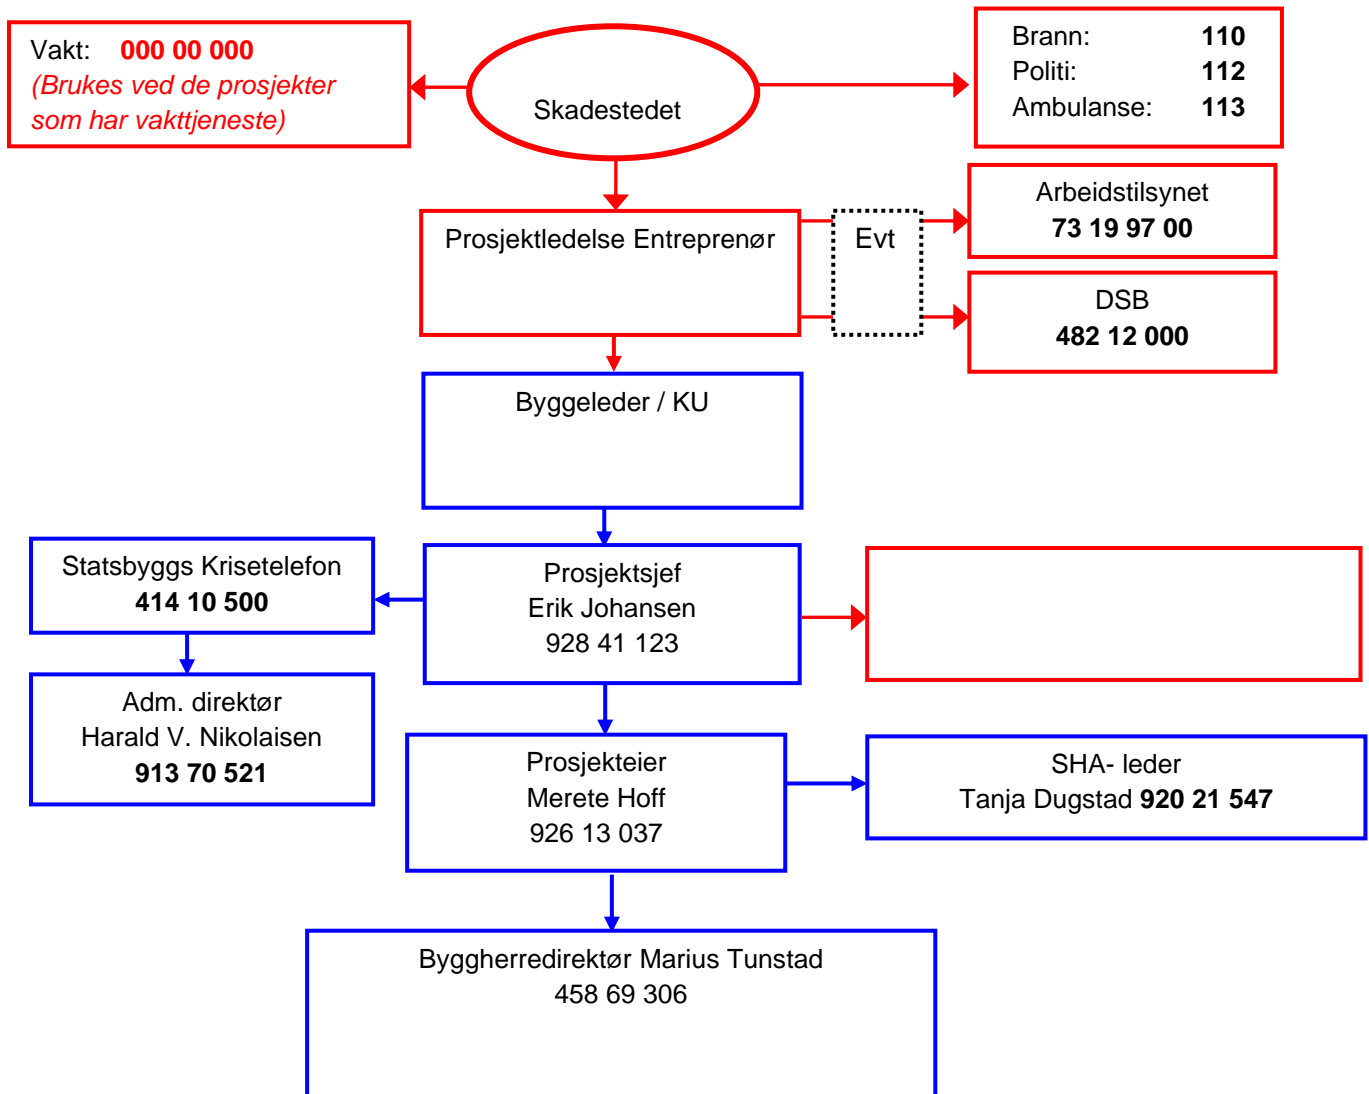 Vakt: 000 00 000
(Brukes ved de prosjekter
som har vakttjeneste)
Skadestedet
Brann: 110
Politi: 112
Ambulanse: 113
Prosjektledelse Entreprenør
Evt
Arbeidstilsynet
73 19 97 00
DSB
482 12 000
Byggeleder / KU
Statsbyggs Krisetelefon
414 10 500
Prosjektsjef
Erik Johansen
928 41 123
Adm. direktør
Harald V. Nikolaisen
913 70 521
Prosjekteier
Merete Hoff
926 13 037
SHA- leder
Tanja Dugstad 920 21 547
Byggherredirektør Marius Tunstad
458 69 306